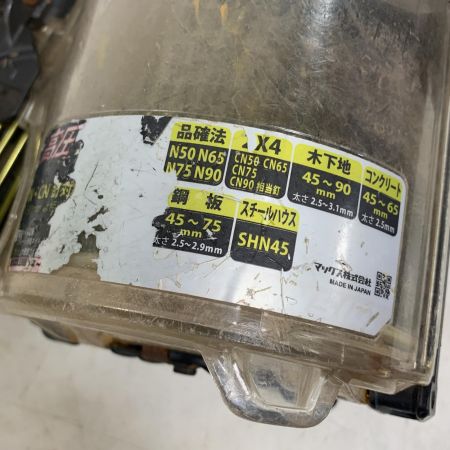 高圧
品確法
N50 N65
N75 N90
2X4
CN50 CN65
CN75
CN90 相当釘
木下地
45～90
mm
太さ 2.5～3.1mm
コンクリート
45～65
mm
太さ 2.5mm
鋼板
45～75
mm
太さ 2.5～2.9mm
スチールハウス
SHN45
マックス株式会社
MADE IN JAPAN